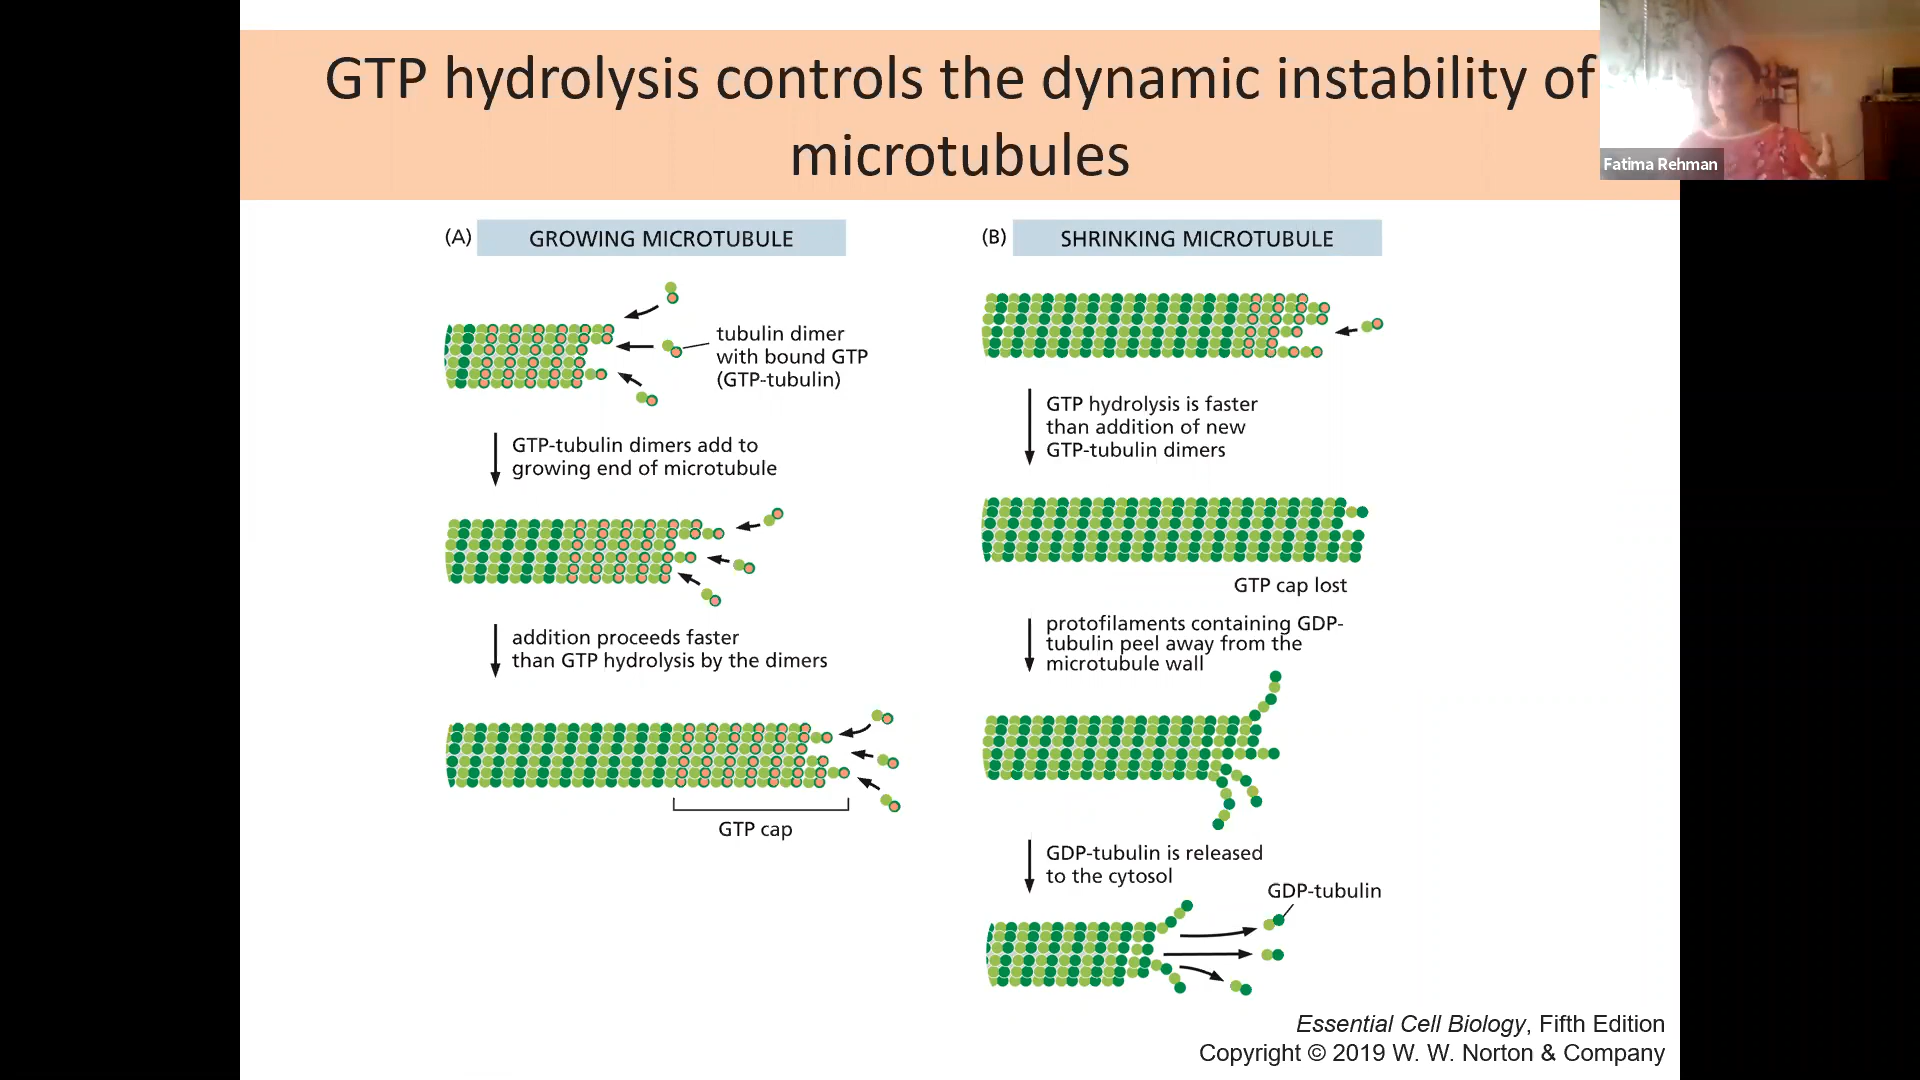 GTP hydrolysis controls the dynamic instability of
microtubules
Fatima Rehman
(A) GROWING MICROTUBULE
tubulin dimer
with bound GTP
(GTP-tubulin)
GTP-tubulin dimers add to
growing end of microtubule
addition proceeds faster
than GTP hydrolysis by the dimers
GTP cap
(B) SHRINKING MICROTUBULE
GTP hydrolysis is faster
than addition of new
GTP-tubulin dimers
GTP cap lost
protofilaments containing GDP-
tubulin peel away from the
microtubule wall
GDP-tubulin is released
to the cytosol
GDP-tubulin
Essential Cell Biology, Fifth Edition
Copyright © 2019 W. W. Norton & Company